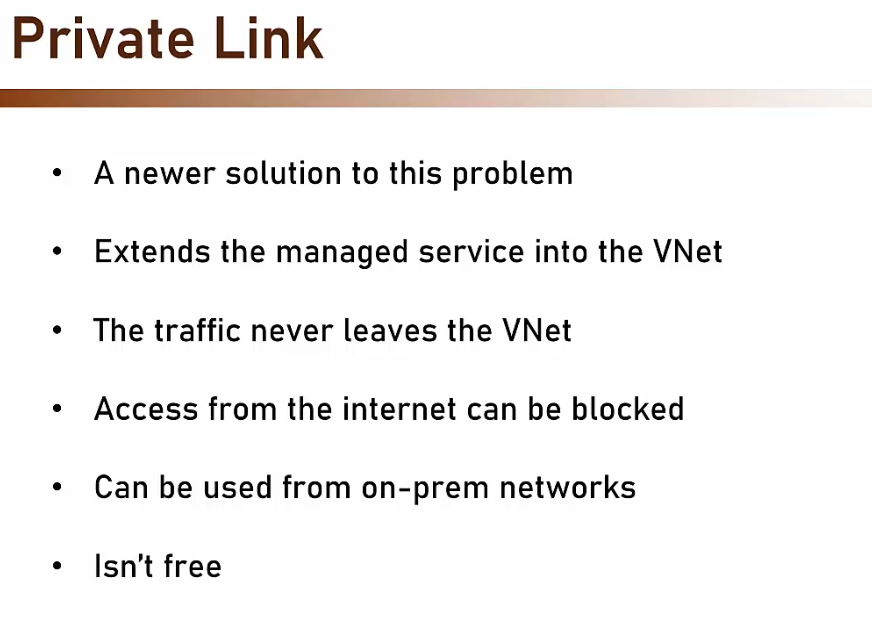 Private Link
• A newer solution to this problem
• Extends the managed service into the VNet
• The traffic never leaves the VNet
• Access from the internet can be blocked
• Can be used from on-prem networks
• Isn't free